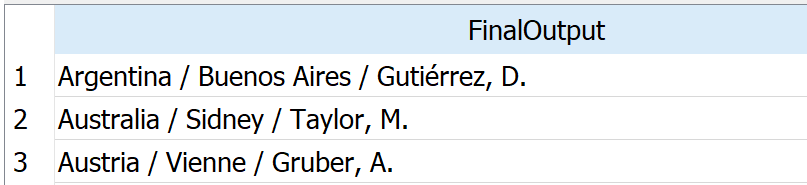 FinalOutput
1 Argentina / Buenos Aires / Gutiérrez, D.
2 Australia / Sidney / Taylor, M.
3 Austria / Vienne / Gruber, A.